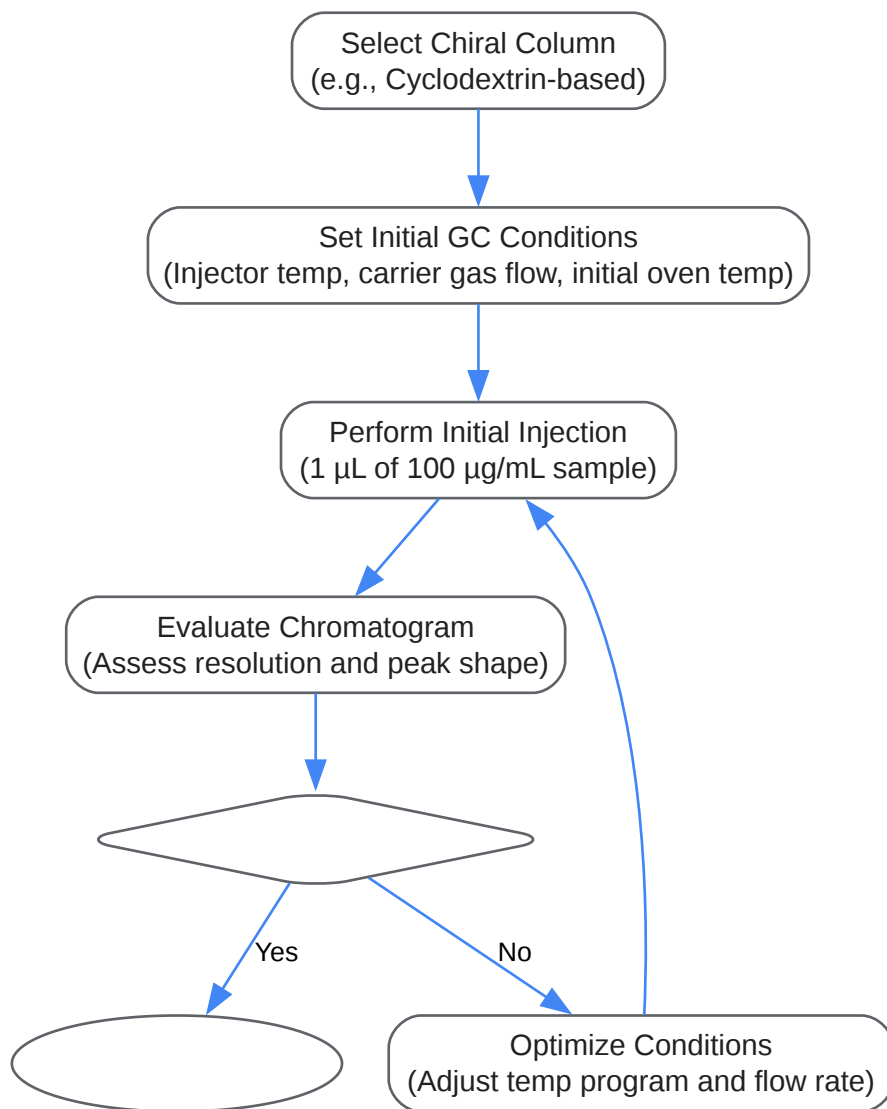 Select Chiral Column
(e.g., Cyclodextrin-based)
Set Initial GC Conditions
(Injector temp, carrier gas flow, initial oven temp)
Perform Initial Injection
(1 µL of 100 µg/mL sample)
Evaluate Chromatogram
(Assess resolution and peak shape)
Yes
No
Optimize Conditions
(Adjust temp program and flow rate)